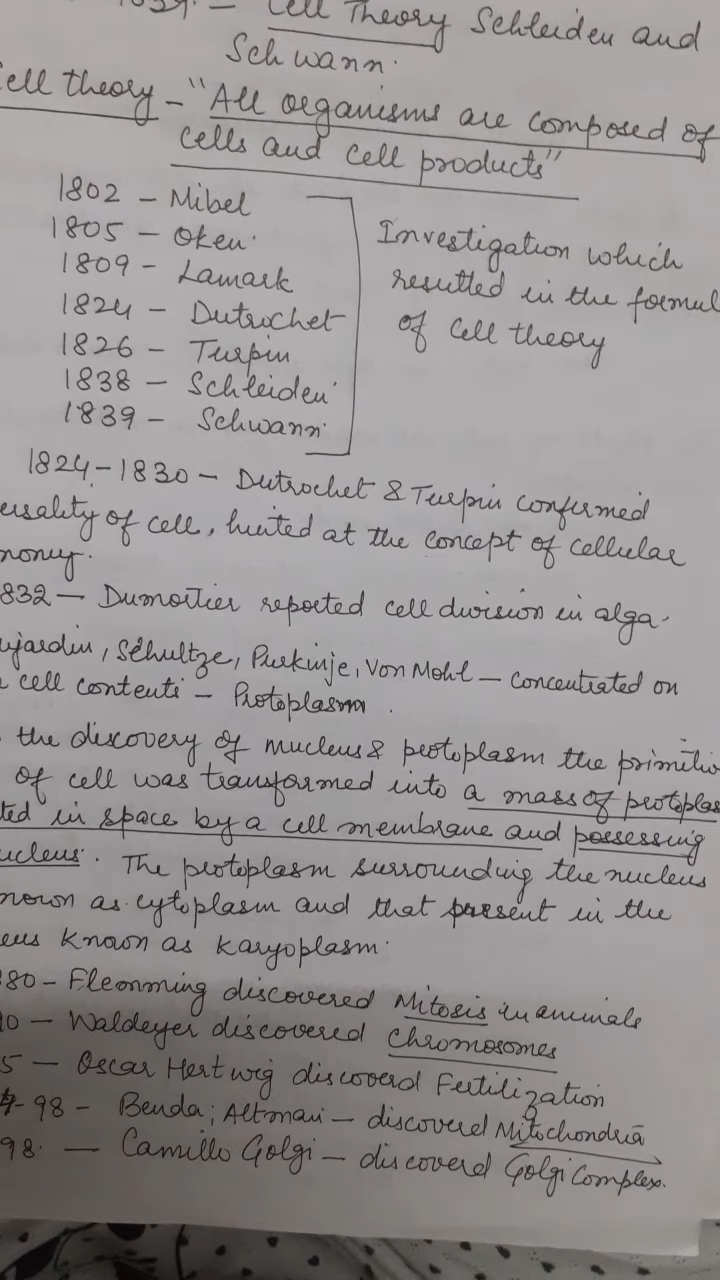 1839. – Cell Theory Schleiden and
Schwann.
Cell theory – "All organisms are composed of
cells and cell products"
1802 – Mibel
1805 – Oken.
1809 – Lamark
1824 – Dutrochet
1826 – Turpin
1838 – Schleiden
1839 – Schwann.
Investigation which
resulted in the formul
of cell theory
1824–1830 – Dutrochet & Turpin confirmed
ersality of cell, hinted at the concept of cellular
nomy.
832 – Dumortier reported cell division in alga.
ujardin, Schultze, Purkinje, Von Mohl – concentrated on
cell contents – Protoplasm.
the discovery of nucleus & protoplasm the primitiv
of cell was transformed into a mass of protoplas
ted in space by a cell membrane and possessing
ucleus. The protoplasm surrounding the nucleus
nown as cytoplasm and that present in the
eus known as karyoplasm.
880 – Flemming discovered Mitosis in animals
90 – Waldeyer discovered Chromosomes
5 – Oscar Hertwig discoverd Fertilization
98 – Benda; Altman – discovered Mitochondria
98. – Camillo Golgi – discoverd Golgi Complex.